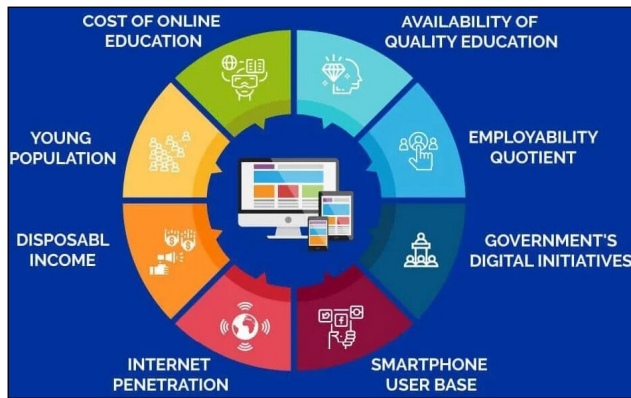 COST OF ONLINE
EDUCATION
AVAILABILITY OF
QUALITY EDUCATION
YOUNG
POPULATION
EMPLOYABILITY
QUOTIENT
DISPOSABL
INCOME
GOVERNMENT'S
DIGITAL INITIATIVES
INTERNET
PENETRATION
SMARTPHONE
USER BASE